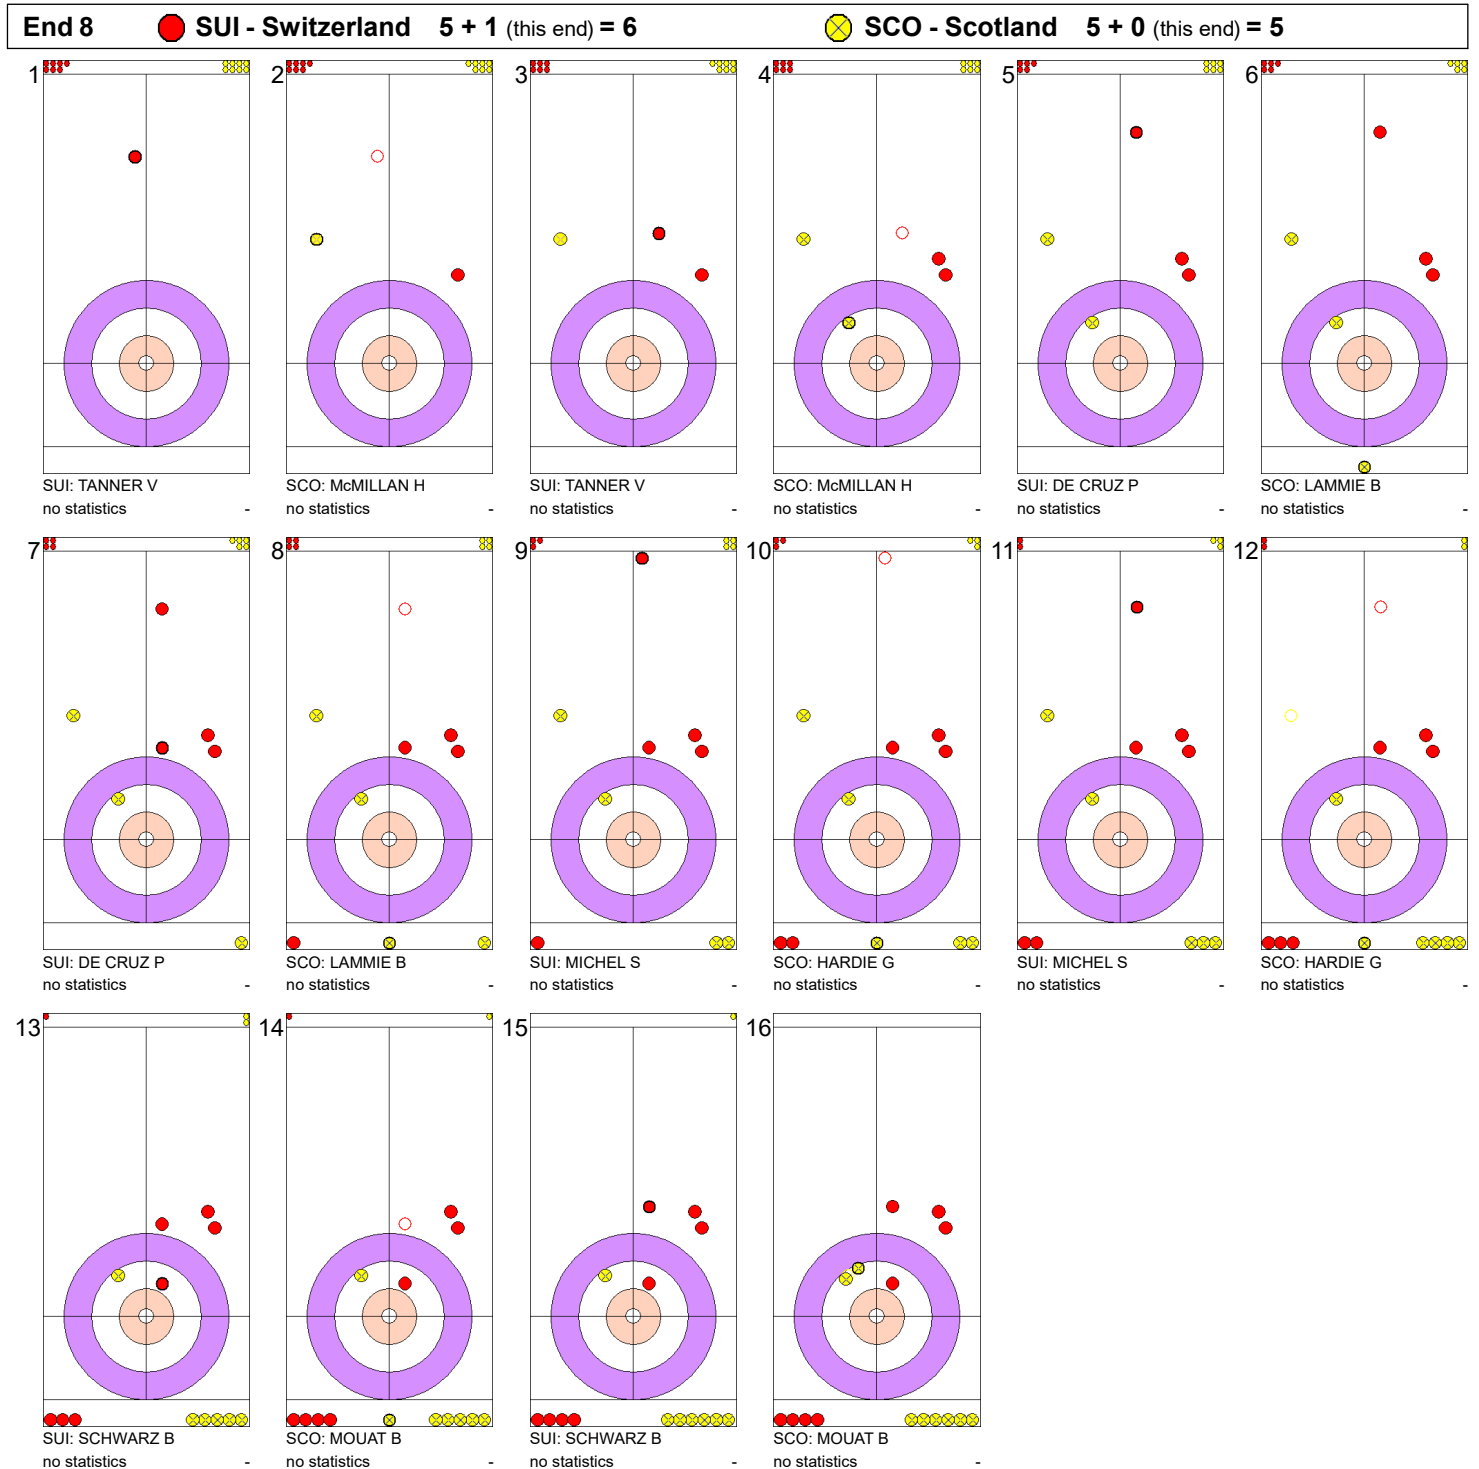 End 8 SUI - Switzerland 5 + 1 (this end) = 6 SCO - Scotland 5 + 0 (this end) = 5
1 2 3 4 5 6
SUI: TANNER V SCO: McMILLAN H SUI: TANNER V SCO: McMILLAN H SUI: DE CRUZ P SCO: LAMMIE B
no statistics - no statistics - no statistics - no statistics - no statistics - no statistics -
7 8 9 10 11 12
SUI: DE CRUZ P SCO: LAMMIE B SUI: MICHEL S SCO: HARDIE G SUI: MICHEL S SCO: HARDIE G
no statistics - no statistics - no statistics - no statistics - no statistics - no statistics -
13 14 15 16
SUI: SCHWARZ B SCO: MOUAT B SUI: SCHWARZ B SCO: MOUAT B
no statistics - no statistics - no statistics - no statistics -